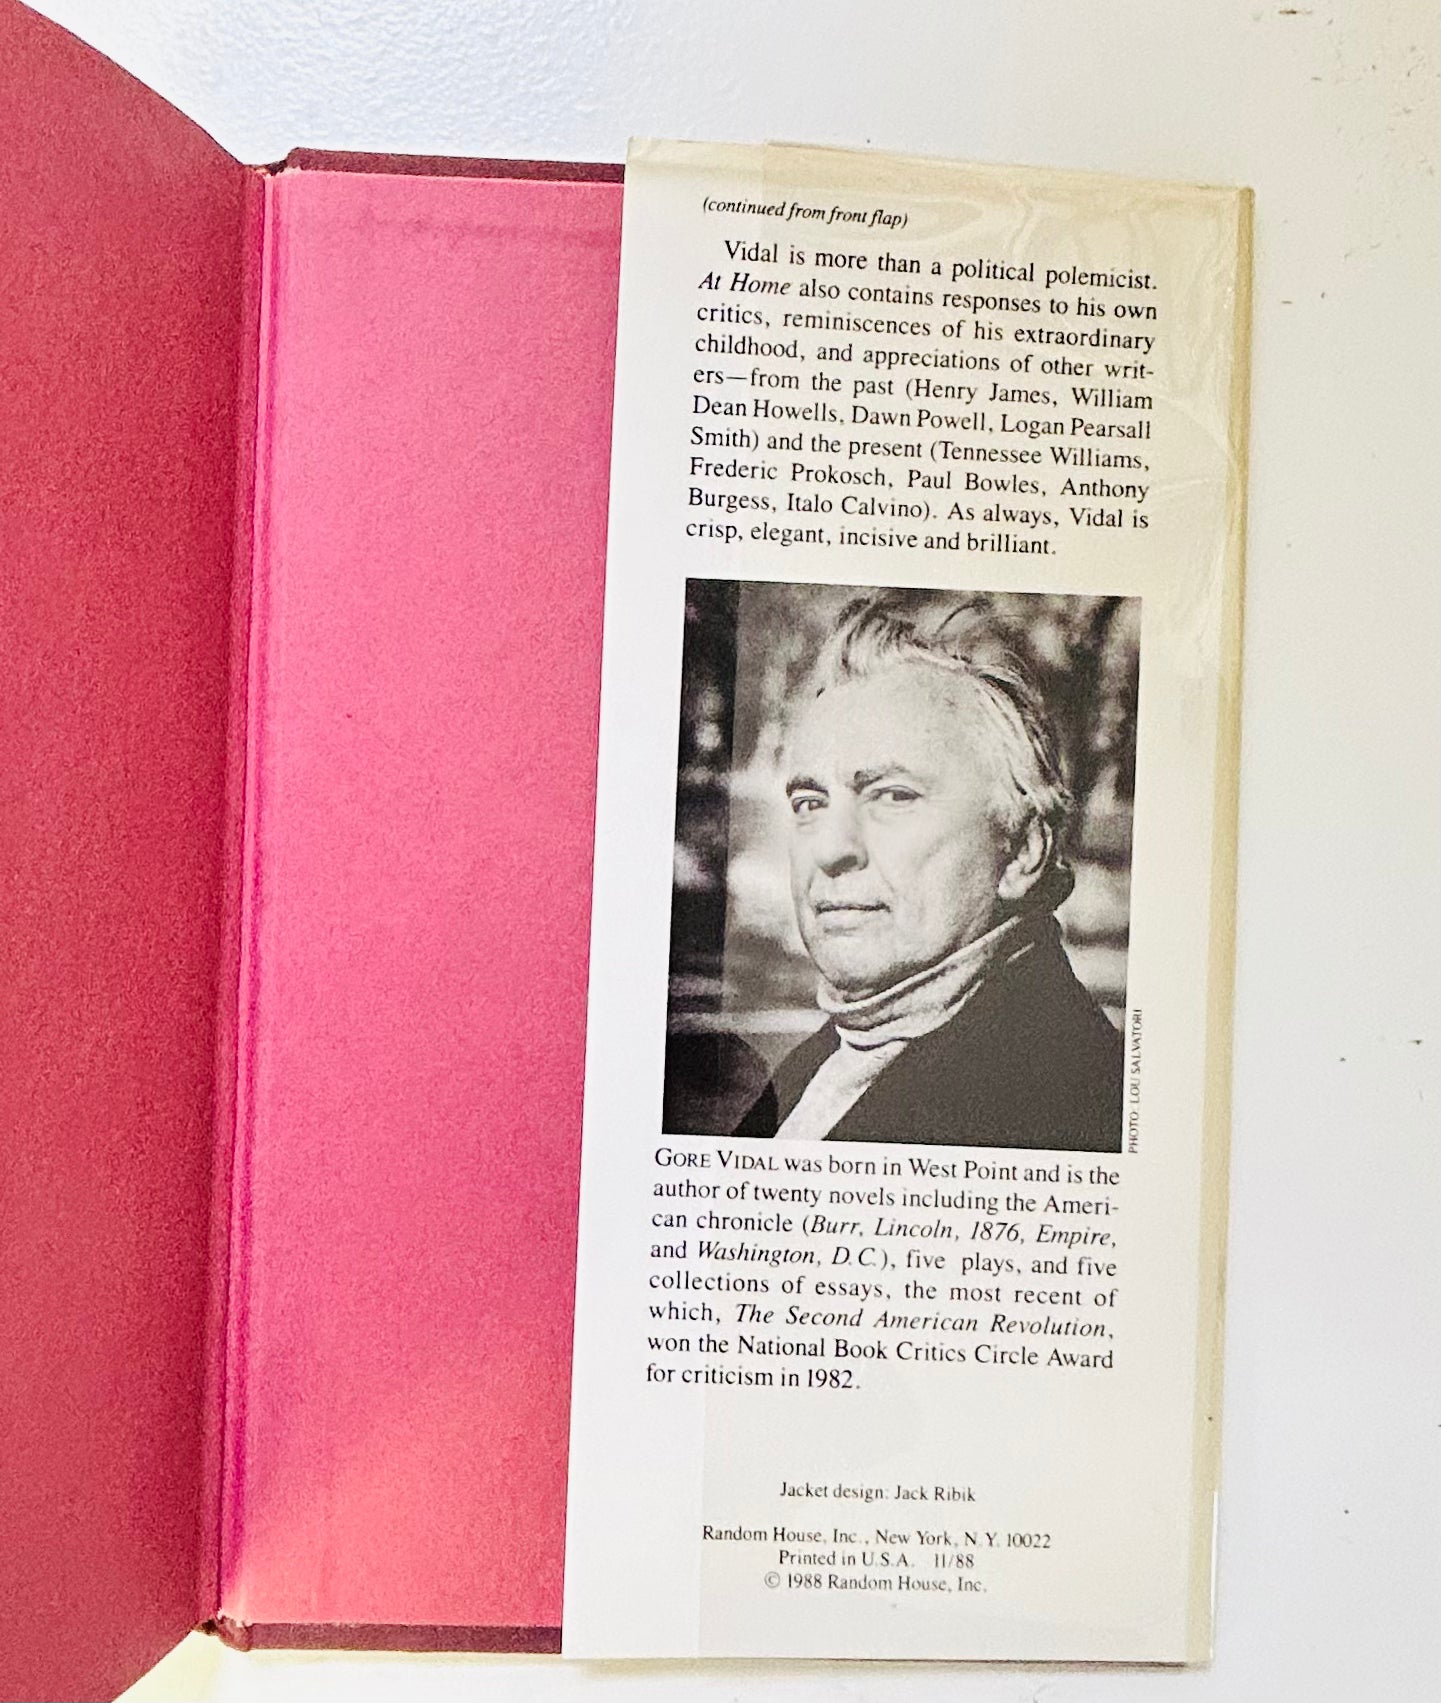 (continued from front flap)
Vidal is more than a political polemicist.
At Home also contains responses to his own
critics, reminiscences of his extraordinary
childhood, and appreciations of other writ-
ers—from the past (Henry James, William
Dean Howells, Dawn Powell, Logan Pearsall
Smith) and the present (Tennessee Williams,
Frederic Prokosch, Paul Bowles, Anthony
Burgess, Italo Calvino). As always, Vidal is
crisp, elegant, incisive and brilliant.
PHOTO: LOU SALVATORI
GORE VIDAL was born in West Point and is the
author of twenty novels including the Ameri-
can chronicle (Burr, Lincoln, 1876, Empire,
and Washington, D.C.), five plays, and five
collections of essays, the most recent of
which, The Second American Revolution,
won the National Book Critics Circle Award
for criticism in 1982.
Jacket design: Jack Ribik
Random House, Inc., New York, N.Y. 10022
Printed in U.S.A. 11/88
© 1988 Random House, Inc.